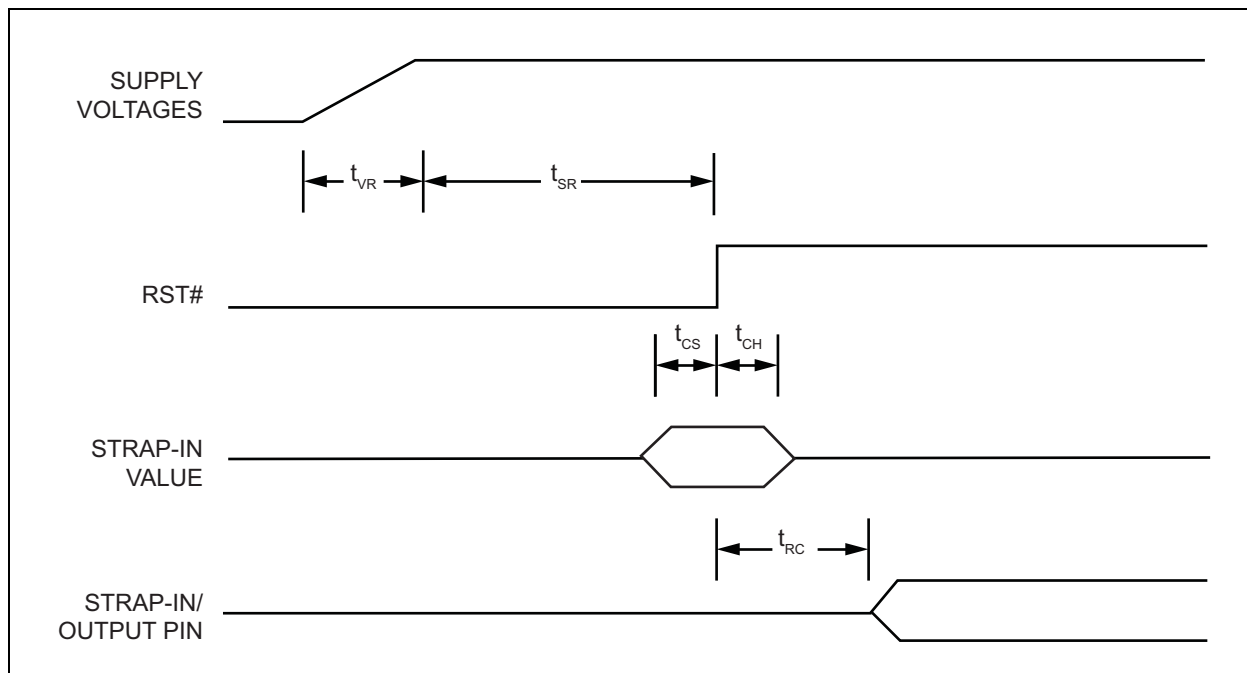 SUPPLY
VOLTAGES
tVR
tSR
RST#
tCS
tCH
STRAP-IN
VALUE
tRC
STRAP-IN/
OUTPUT PIN